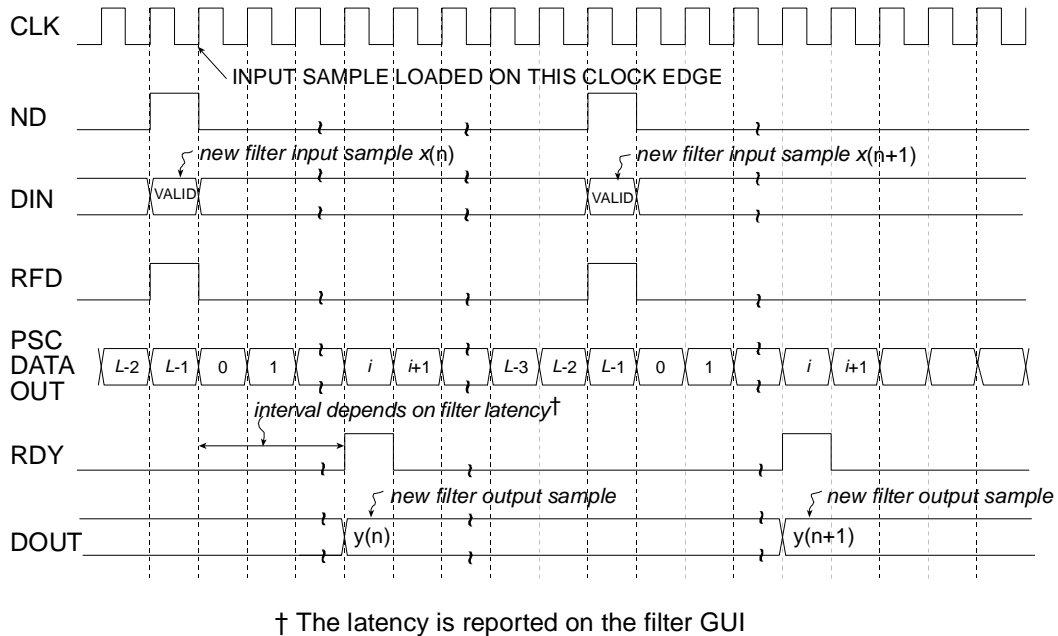 CLK
INPUT SAMPLE LOADED ON THIS CLOCK EDGE
ND
new filter input sample x(n)
new filter input sample x(n+1)
DIN
VALID
VALID
RFD
PSC
DATA
OUT
L-2 L-1 0 1 i i+1 L-3 L-2 L-1 0 1 i i+1
interval depends on filter latency†
RDY
new filter output sample
new filter output sample
DOUT
y(n)
y(n+1)
† The latency is reported on the filter GUI